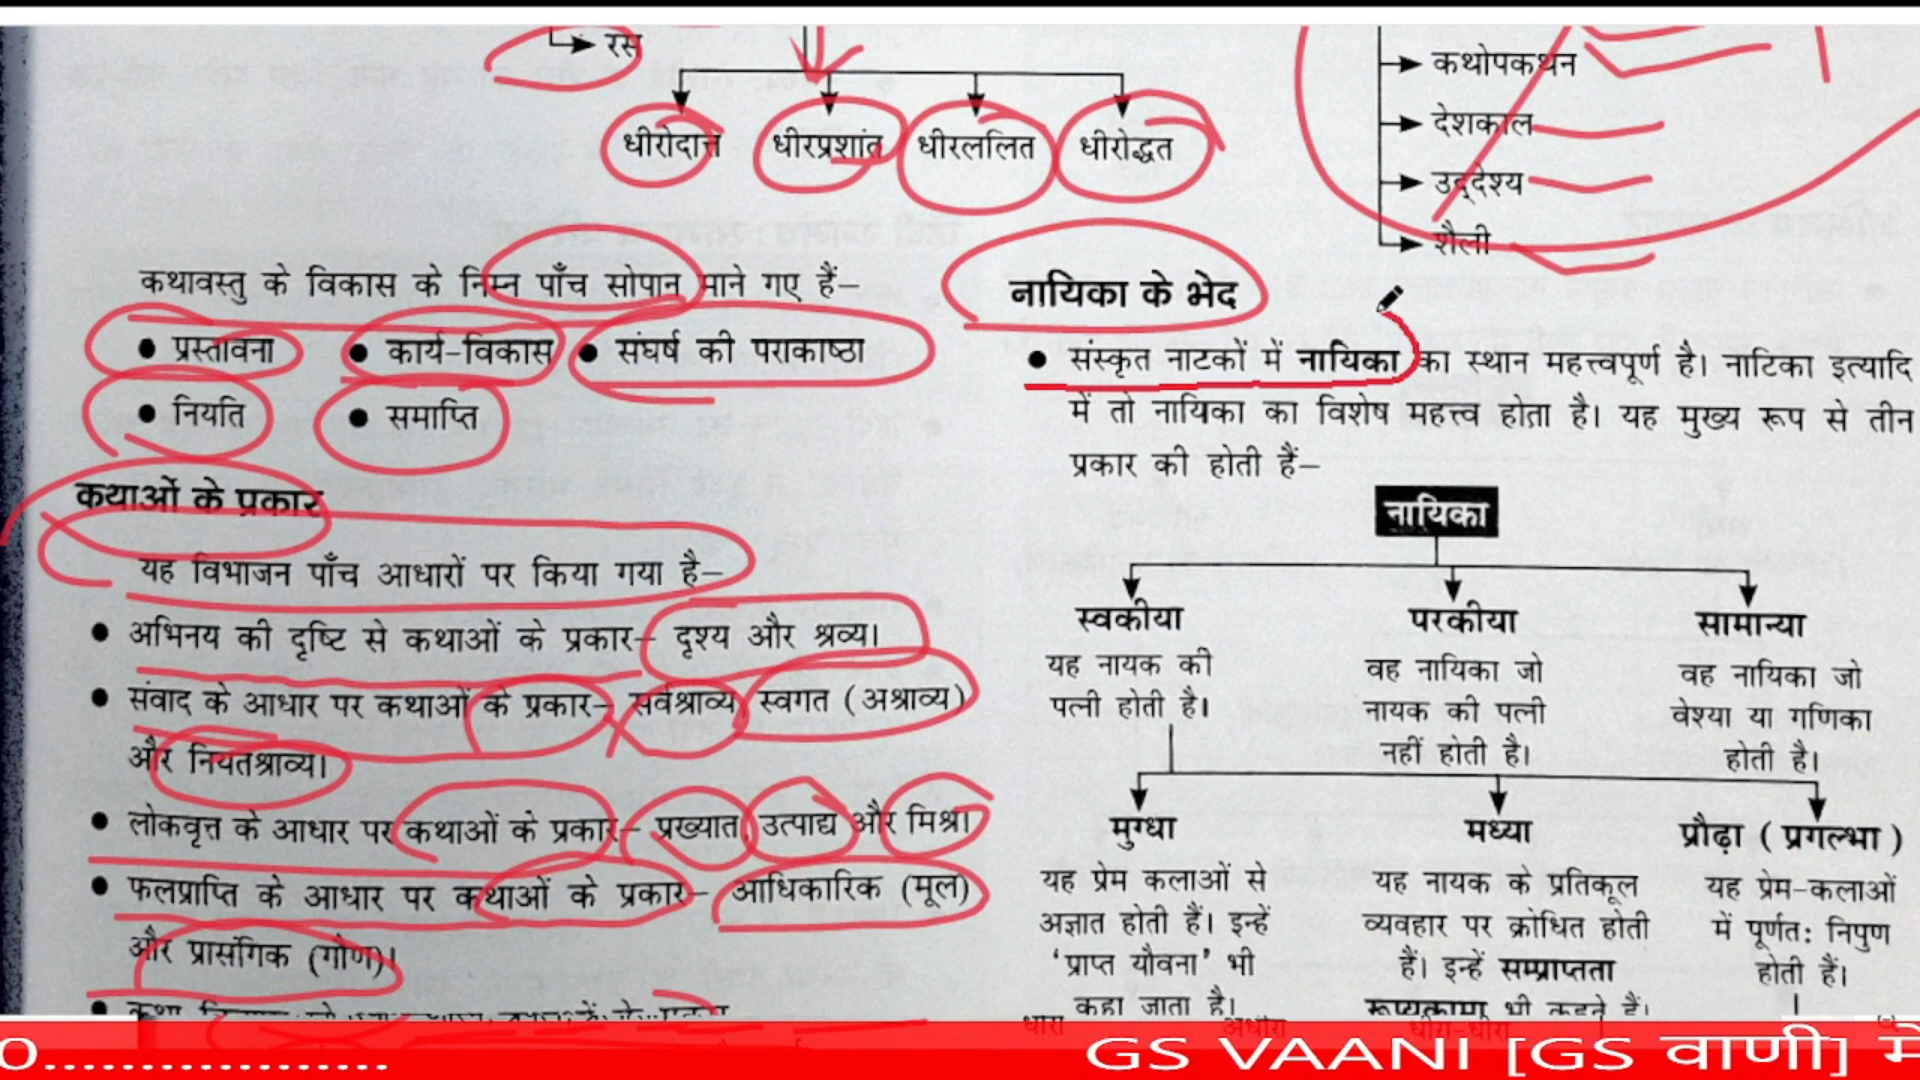 रस
धीरोदात्त धीरप्रशांत धीरललित धीरोद्धत
कथावस्तु के विकास के निम्न पाँच सोपान माने गए हैं–
• प्रस्तावना • कार्य-विकास • संघर्ष की पराकाष्ठा
• नियति • समाप्ति
कथाओं के प्रकार
यह विभाजन पाँच आधारों पर किया गया है–
• अभिनय की दृष्टि से कथाओं के प्रकार– दृश्य और श्रव्य।
• संवाद के आधार पर कथाओं के प्रकार– सर्वश्राव्य, स्वगत (अश्राव्य)
और नियतश्राव्य।
• लोकवृत्त के आधार पर कथाओं के प्रकार– प्रख्यात, उत्पाद्य और मिश्र।
• फलप्राप्ति के आधार पर कथाओं के प्रकार– आधिकारिक (मूल)
और प्रासंगिक (गौण)।
कथोपकथन
देशकाल
उद्देश्य
शैली
नायिका के भेद
• संस्कृत नाटकों में नायिका का स्थान महत्त्वपूर्ण है। नाटिका इत्यादि
में तो नायिका का विशेष महत्त्व होता है। यह मुख्य रूप से तीन
प्रकार की होती हैं–
नायिका
स्वकीया परकीया सामान्या
यह नायक की वह नायिका जो वह नायिका जो
पत्नी होती है। नायक की पत्नी वेश्या या गणिका
नहीं होती है। होती है।
मुग्धा मध्या प्रौढ़ा ( प्रगल्भा )
यह प्रेम कलाओं से यह नायक के प्रतिकूल यह प्रेम-कलाओं
अज्ञात होती हैं। इन्हें व्यवहार पर क्रोधित होती में पूर्णत: निपुण
‘प्राप्त यौवना’ भी हैं। इन्हें सम्प्राप्तता होती हैं।
कहा जाता है। भी कहते हैं।
GS VAANI [GS वाणी] में